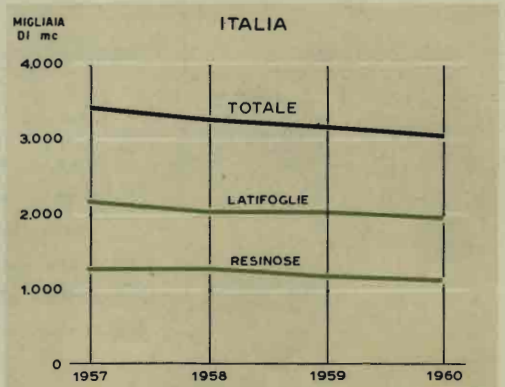 MIGLIAIA
DI mc
ITALIA
4,000
TOTALE
3,000
LATIFOGLIE
2,000
RESINOSE
1.000
0
1957 1958 1959 1960